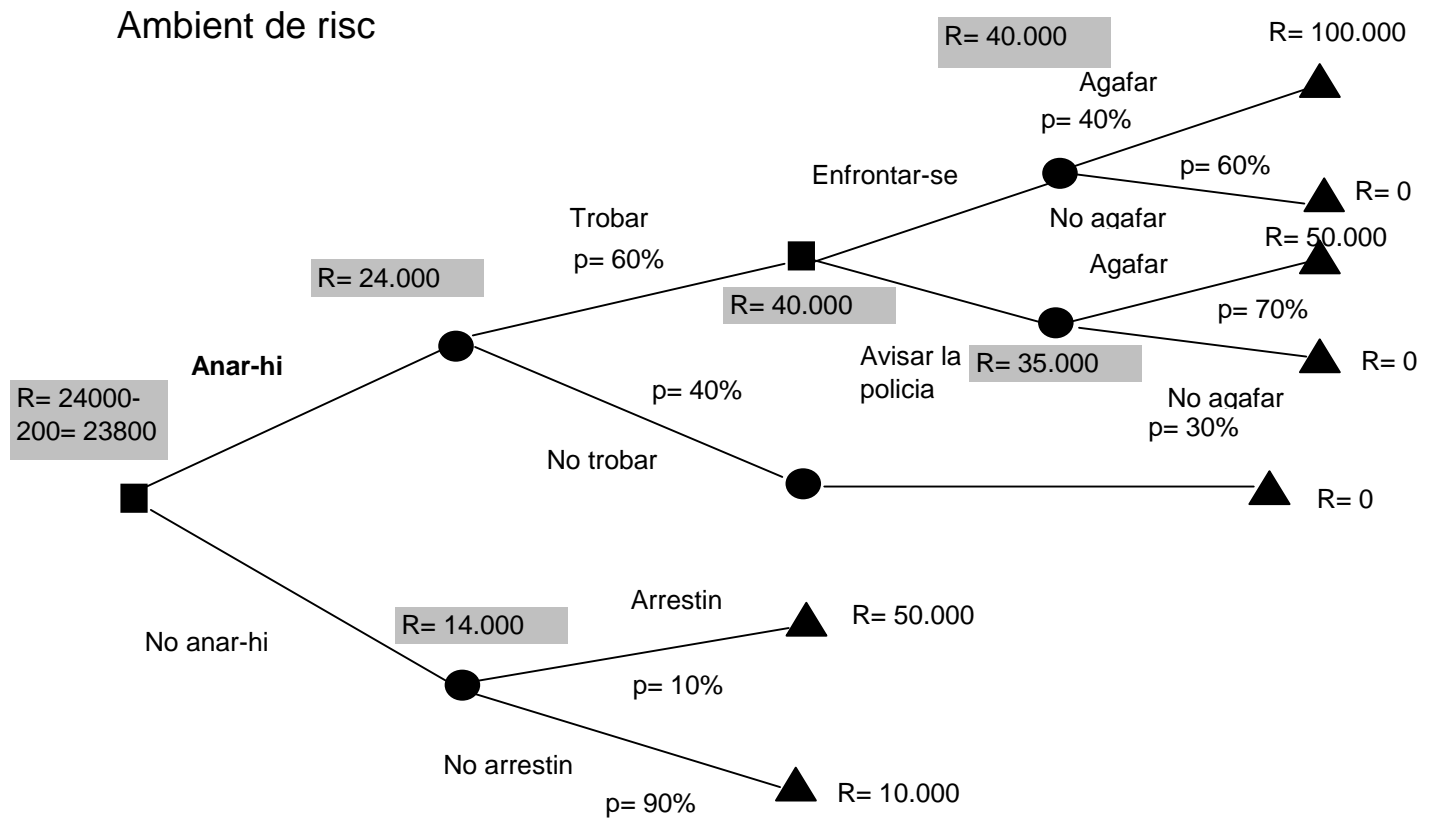 Ambient de risc
R= 40.000
R= 100.000
Agafar
p= 40%
p= 60%
Enfrontar-se
R= 0
Trobar
No agafar
R= 50.000
p= 60%
Agafar
R= 24.000
R= 40.000
p= 70%
Anar-hi
Avisar la
policia
R= 35.000
R= 0
R= 24000-
200= 23800
p= 40%
No agafar
p= 30%
No trobar
R= 0
Arrestin
R= 50.000
R= 14.000
No anar-hi
p= 10%
No arrestin
p= 90%
R= 10.000